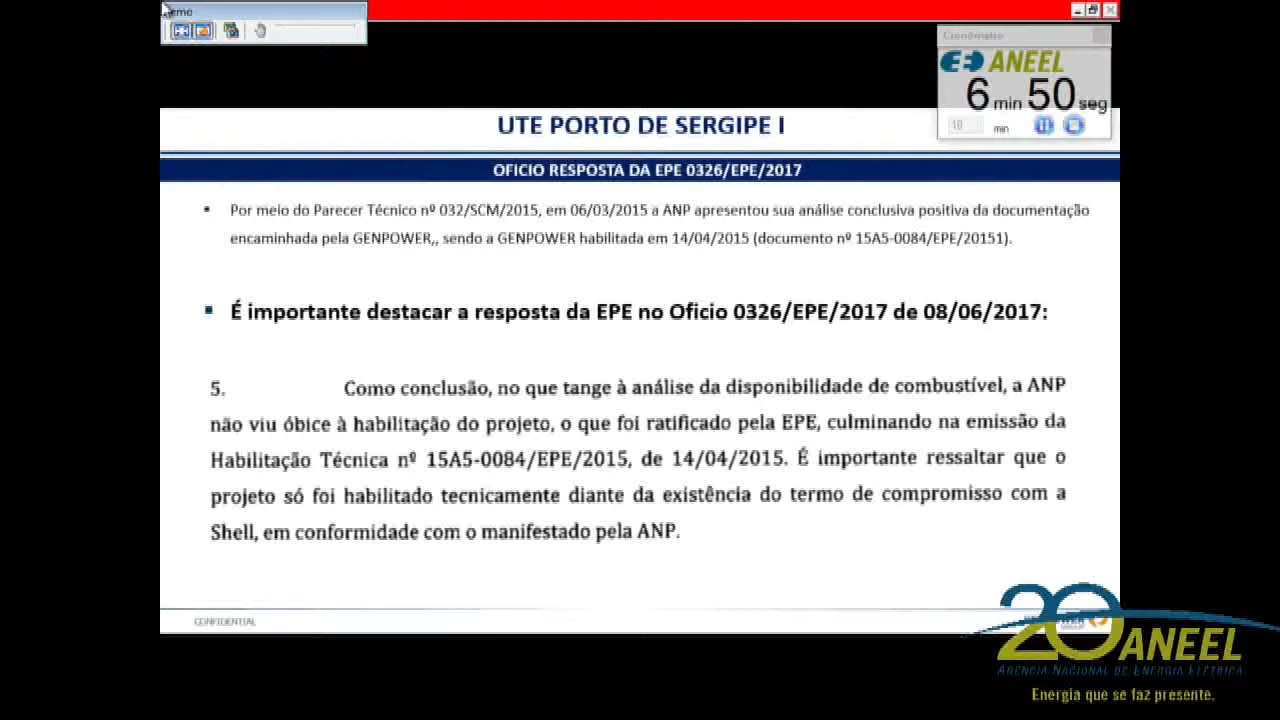 Cronômetro
ANEEL
6 min 50 seg
10 min
UTE PORTO DE SERGIPE I
OFICIO RESPOSTA DA EPE 0326/EPE/2017
▪ Por meio do Parecer Técnico nº 032/SCM/2015, em 06/03/2015 a ANP apresentou sua análise conclusiva positiva da documentação
encaminhada pela GENPOWER,, sendo a GENPOWER habilitada em 14/04/2015 (documento nº 15A5-0084/EPE/20151).
▪ É importante destacar a resposta da EPE no Oficio 0326/EPE/2017 de 08/06/2017:
5. Como conclusão, no que tange à análise da disponibilidade de combustível, a ANP
não viu óbice à habilitação do projeto, o que foi ratificado pela EPE, culminando na emissão da
Habilitação Técnica nº 15A5-0084/EPE/2015, de 14/04/2015. É importante ressaltar que o
projeto só foi habilitado tecnicamente diante da existência do termo de compromisso com a
Shell, em conformidade com o manifestado pela ANP.
CONFIDENTIAL
20 ANEEL
AGÊNCIA NACIONAL DE ENERGIA ELÉTRICA
Energia que se faz presente.